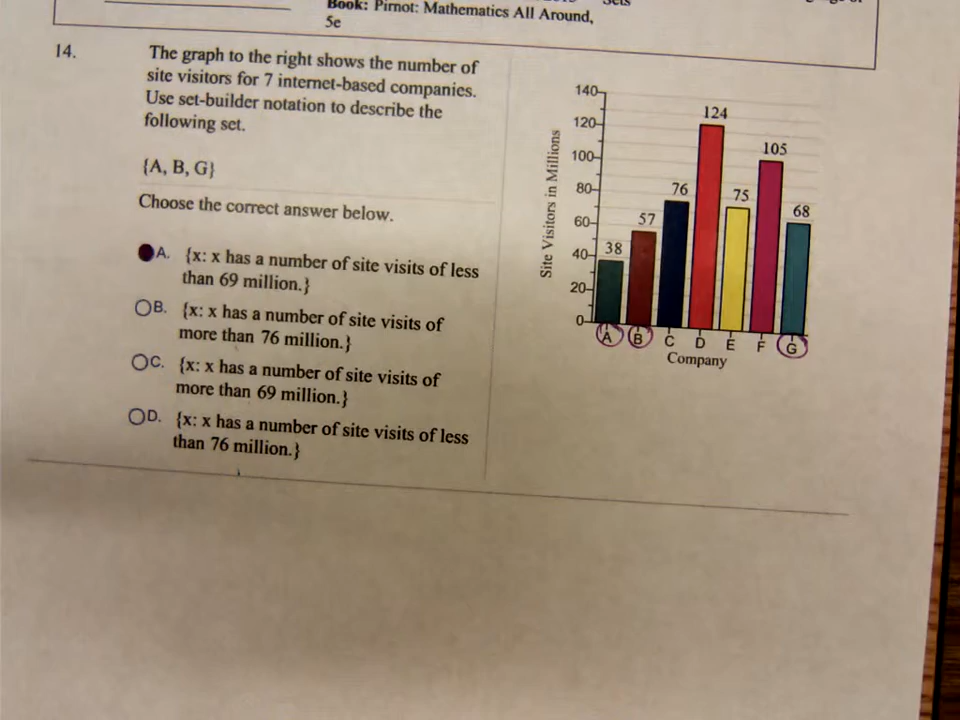 Book: Pirnot: Mathematics All Around,
5e
14.
The graph to the right shows the number of
site visitors for 7 internet-based companies.
Use set-builder notation to describe the
following set.
{A, B, G}
Choose the correct answer below.
A. {x: x has a number of site visits of less
than 69 million.}
B. {x: x has a number of site visits of
more than 76 million.}
C. {x: x has a number of site visits of
more than 69 million.}
D. {x: x has a number of site visits of less
than 76 million.}
Site Visitors in Millions
140
120
100
80
60
40
20
0
38
57
76
124
75
105
68
A B C D E F G
Company